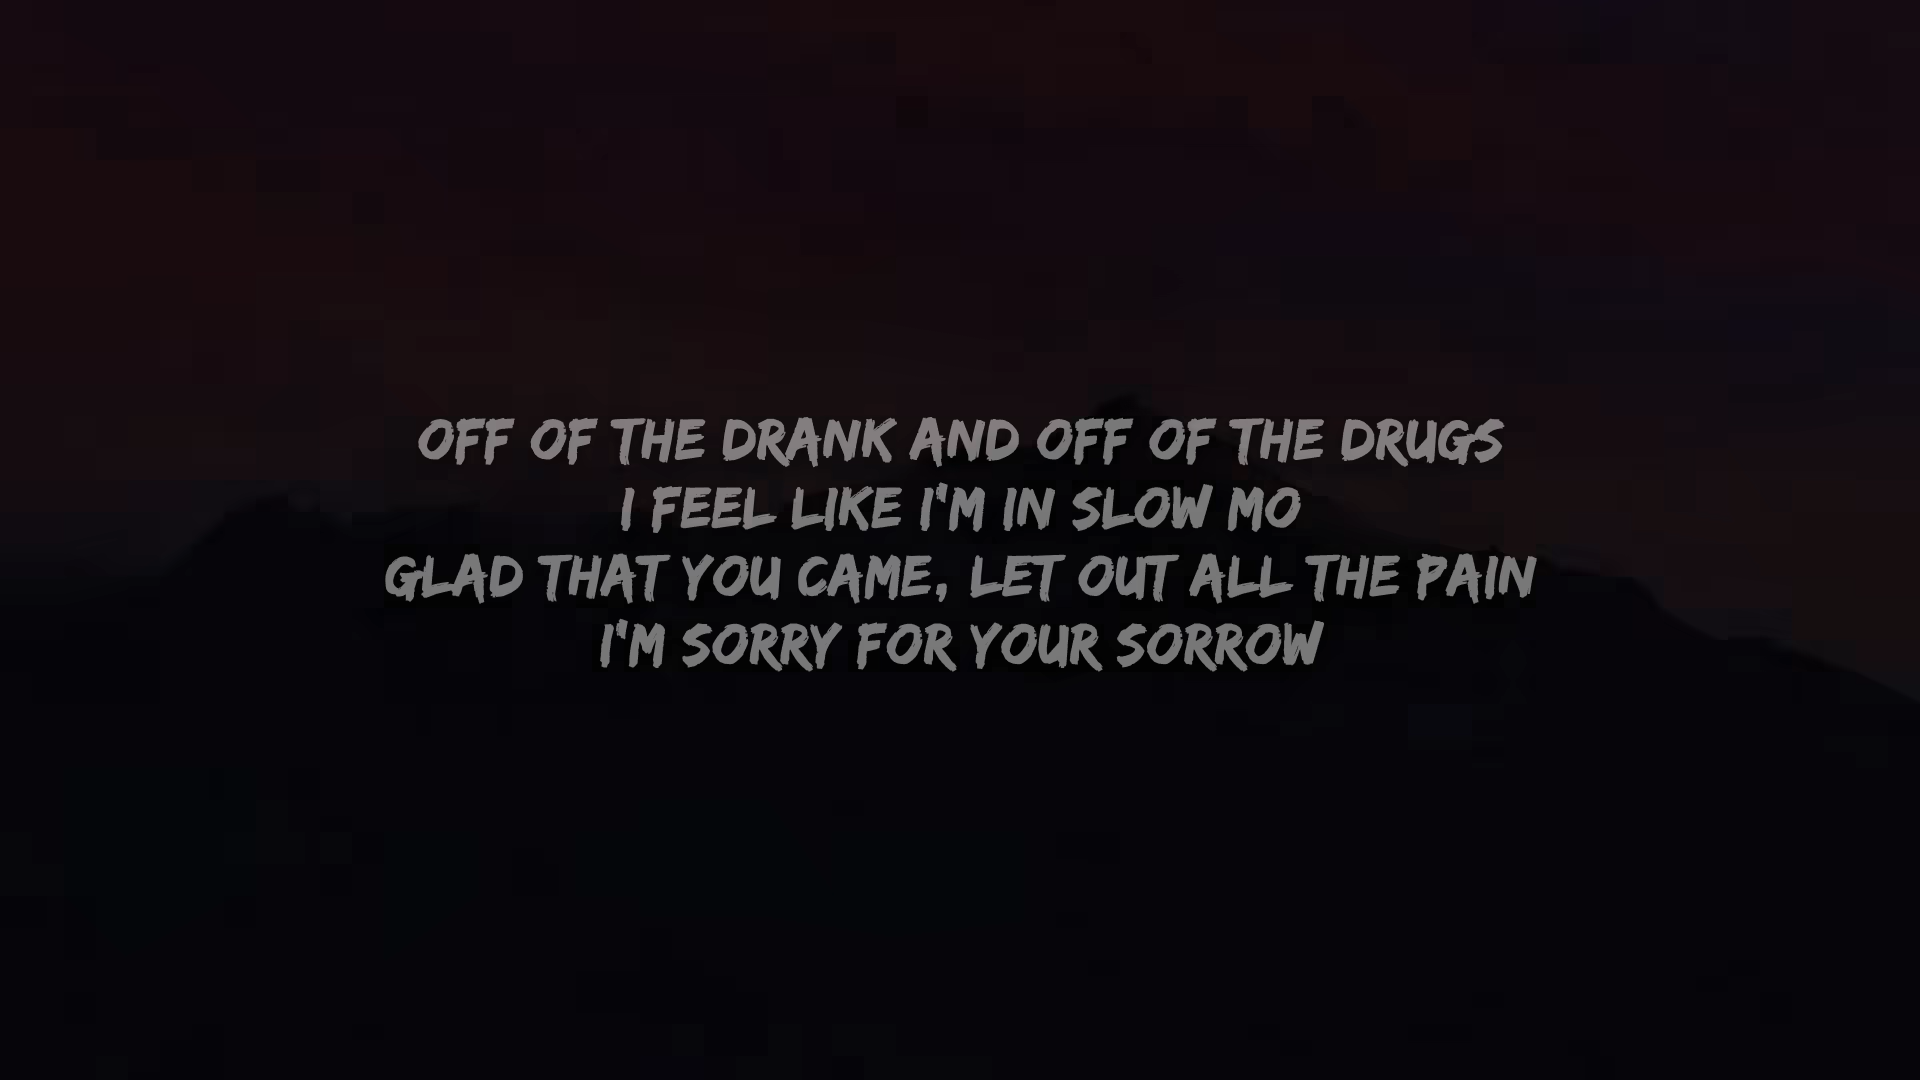 OFF OF THE DRANK AND OFF OF THE DRUGS
I FEEL LIKE I'M IN SLOW MO
GLAD THAT YOU CAME, LET OUT ALL THE PAIN
I'M SORRY FOR YOUR SORROW